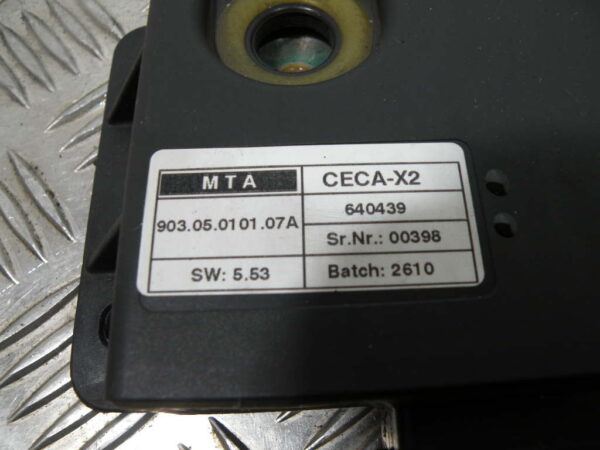 MTA
CECA-X2
903.05.0101.07A
640439
Sr.Nr.: 00398
SW: 5.53
Batch: 2610